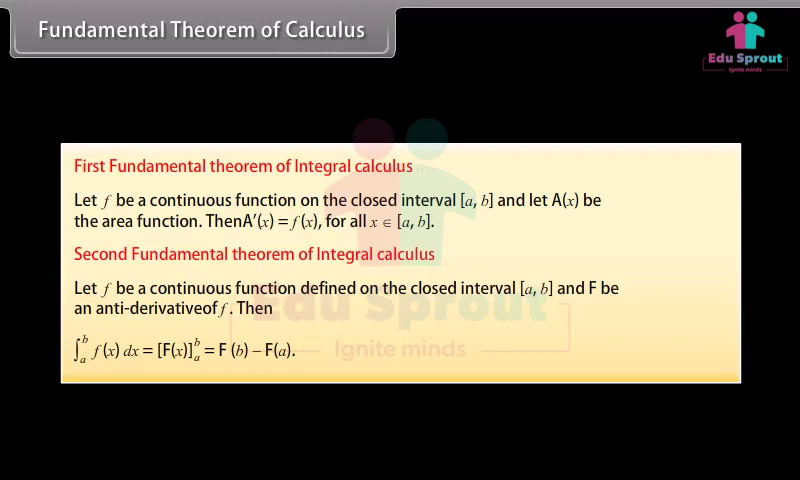 Fundamental Theorem of Calculus
Edu Sprout
Ignite minds
First Fundamental theorem of Integral calculus
Let f be a continuous function on the closed interval [a, b] and let A(x) be
the area function. ThenA′(x) = f(x), for all x ∈ [a, b].
Second Fundamental theorem of Integral calculus
Let f be a continuous function defined on the closed interval [a, b] and F be
an anti-derivativeof f. Then
Edu Sprout
∫_a^b f(x) dx = [F(x)]_a^b = F (b) – F(a).
Ignite minds